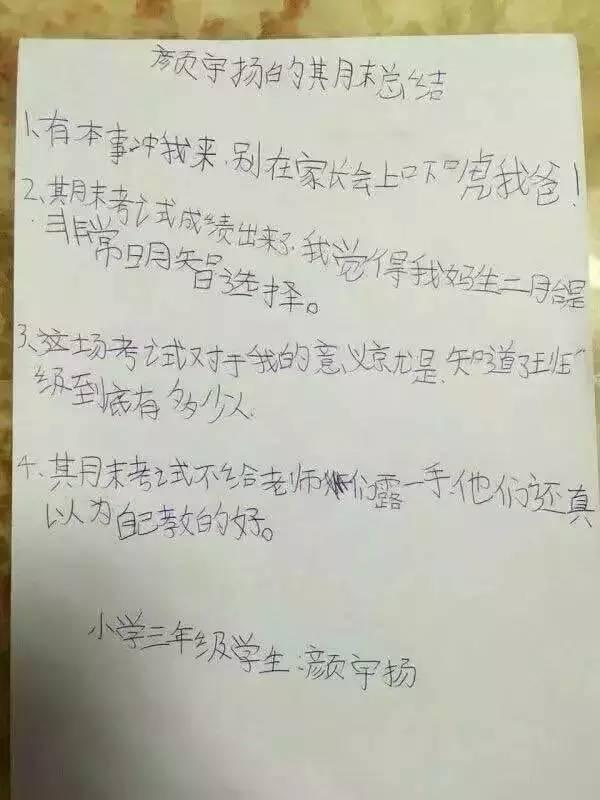 颜宇扬的期末总结
1、有本事冲我来,别在家长会上吓唬我爸!
2、期末考试成绩出来了,我觉得我妈生二胎是
非常明智选择。
3、这场考试对于我的意义就是,知道了班
级到底有多少人.
4、期末考试不给老师们露一手,他们还真
以为自己教的好。
小学三年级学生:颜宇扬